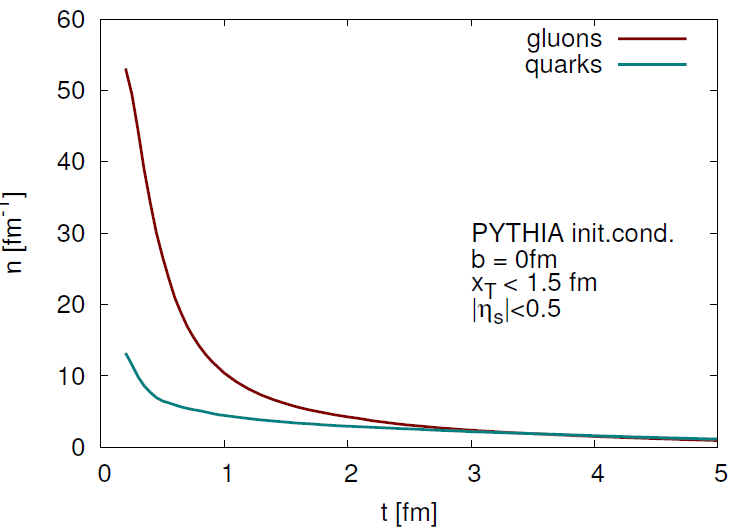 60
50
40
30
20
10
0
n [fm⁻¹]
gluons
quarks
PYTHIA init.cond.
b = 0fm
x_T < 1.5 fm
|η_s|<0.5
0 1 2 3 4 5
t [fm]